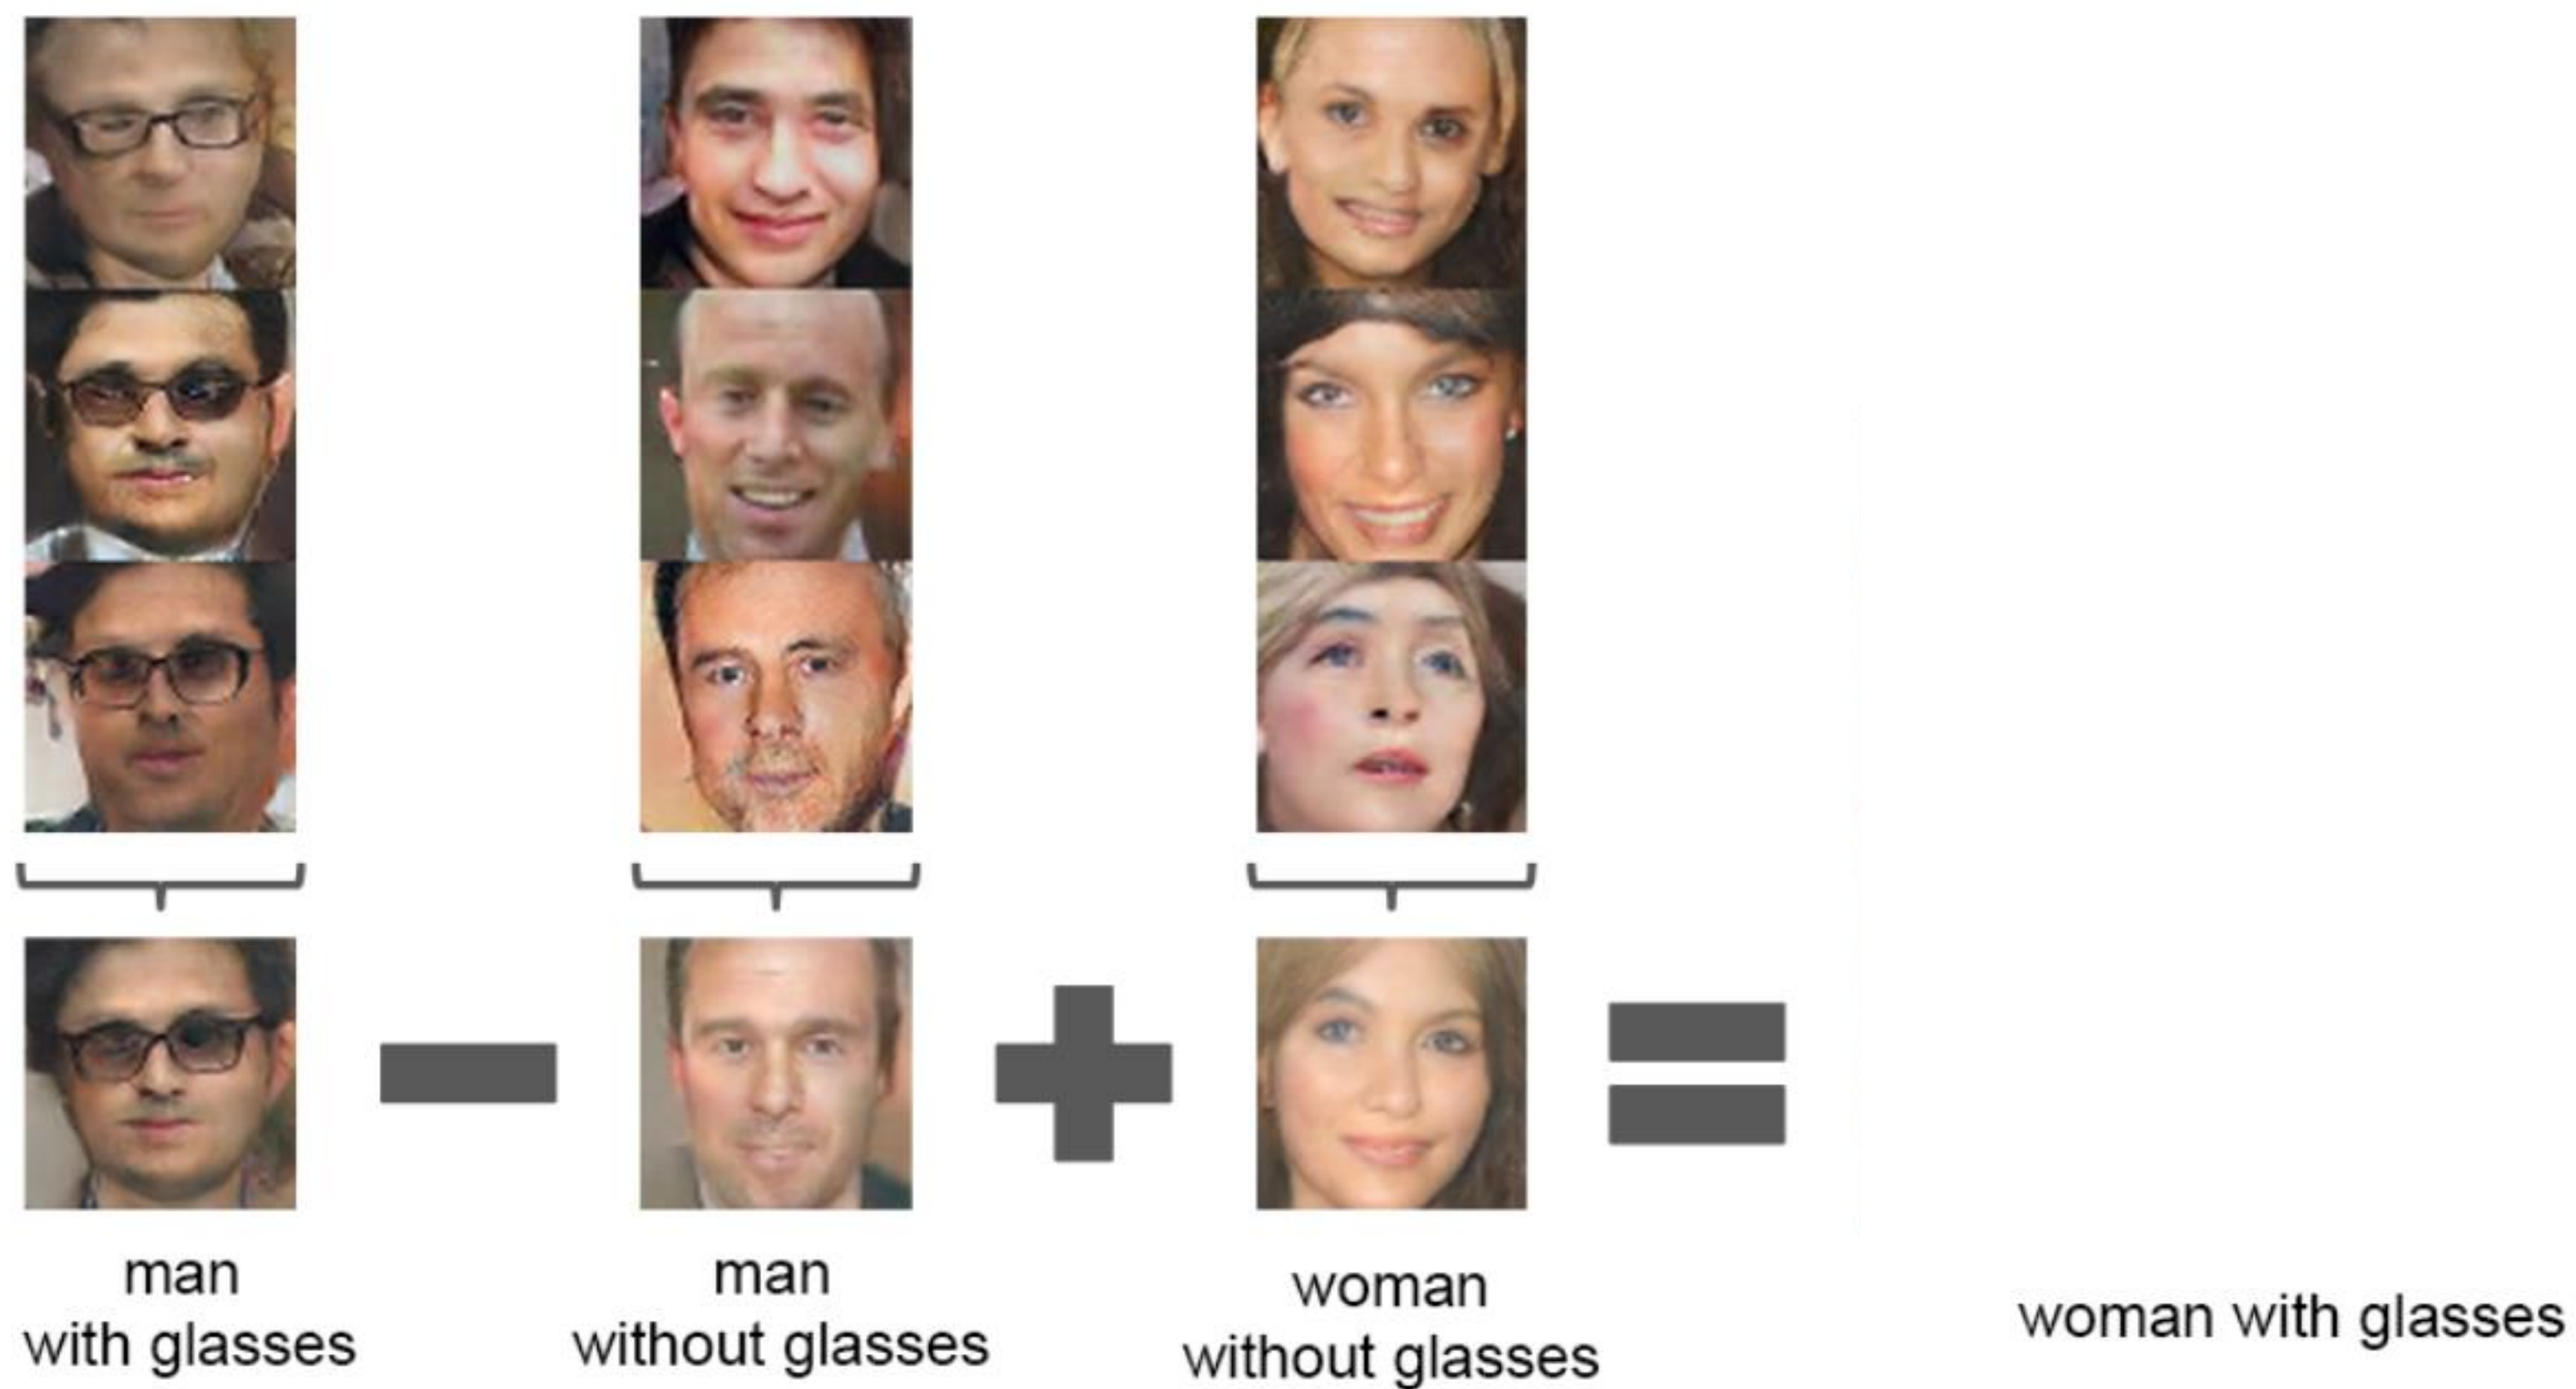 man
with glasses
man
without glasses
woman
without glasses
woman with glasses